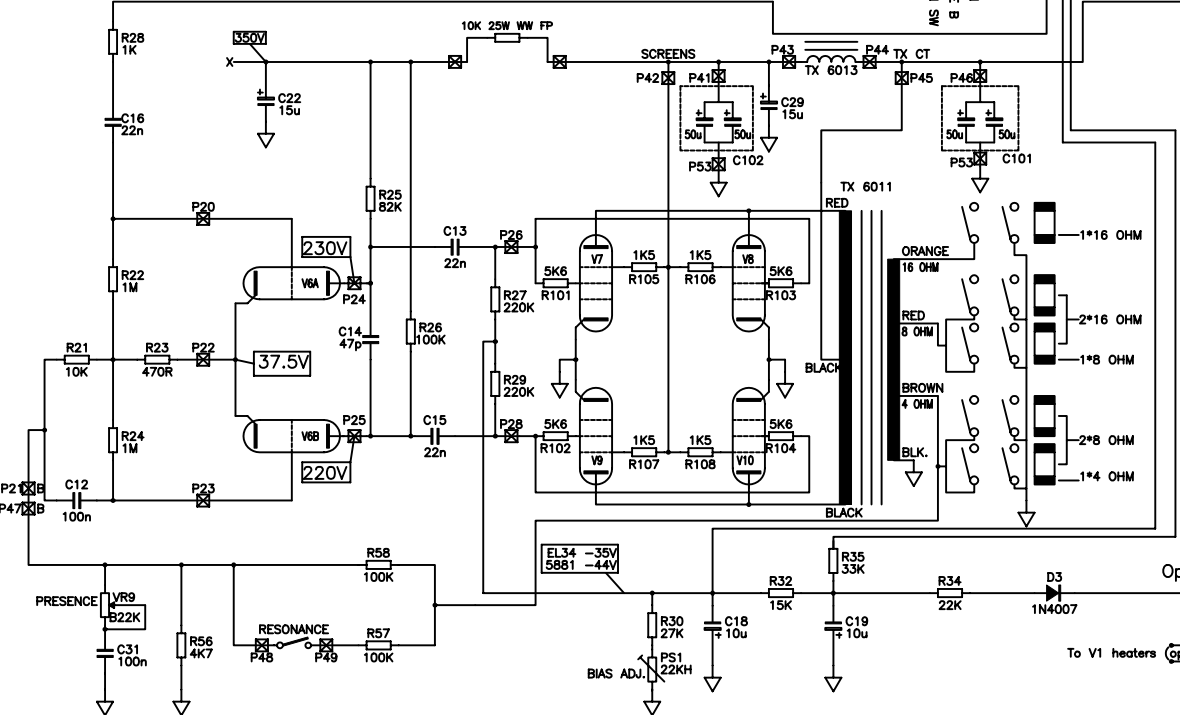 R28
1K
350V
X
10K 25W WW FP
SCREENS
P43
P44
TX CT
TX 6013
B
SW
P42
P41
P45
P46
C22
15u
C29
15u
50u
50u
50u
50u
C16
22n
P53
C102
P53
C101
R25
82K
P20
TX 6011
RED
230V
C13
22n
P26
V7
1K5
R105
1K5
R106
V8
5K6
R101
5K6
R103
ORANGE
16 OHM
1*16 OHM
R22
1M
V6A
P24
R27
220K
C14
47p
R26
100K
RED
8 OHM
2*16 OHM
1*8 OHM
R21
10K
R23
470R
P22
37.5V
BLACK
R29
220K
BROWN
4 OHM
R24
1M
V6B
P25
C15
22n
P28
5K6
R102
1K5
R107
1K5
R108
5K6
R104
V9
V10
2*8 OHM
BLK.
1*4 OHM
220V
P21
B
C12
100n
P23
P47
B
BLACK
R58
100K
EL34 -35V
5881 -44V
R35
33K
PRESENCE
VR9
B22K
RESONANCE
P48
P49
R57
100K
R56
4K7
C31
100n
R32
15K
R34
22K
D3
1N4007
Op
R30
27K
C18
10u
C19
10u
BIAS ADJ.
PS1
22KH
To V1 heaters
op